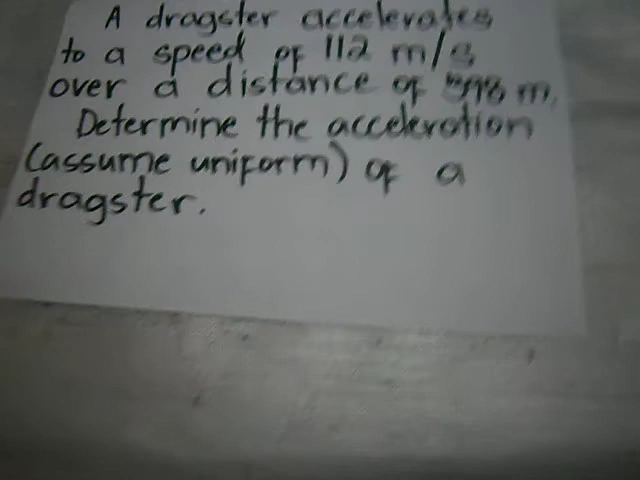 A dragster accelerates
to a speed of 112 m/s
over a distance of m.
Determine the acceleration
(assume uniform) of a
dragster.